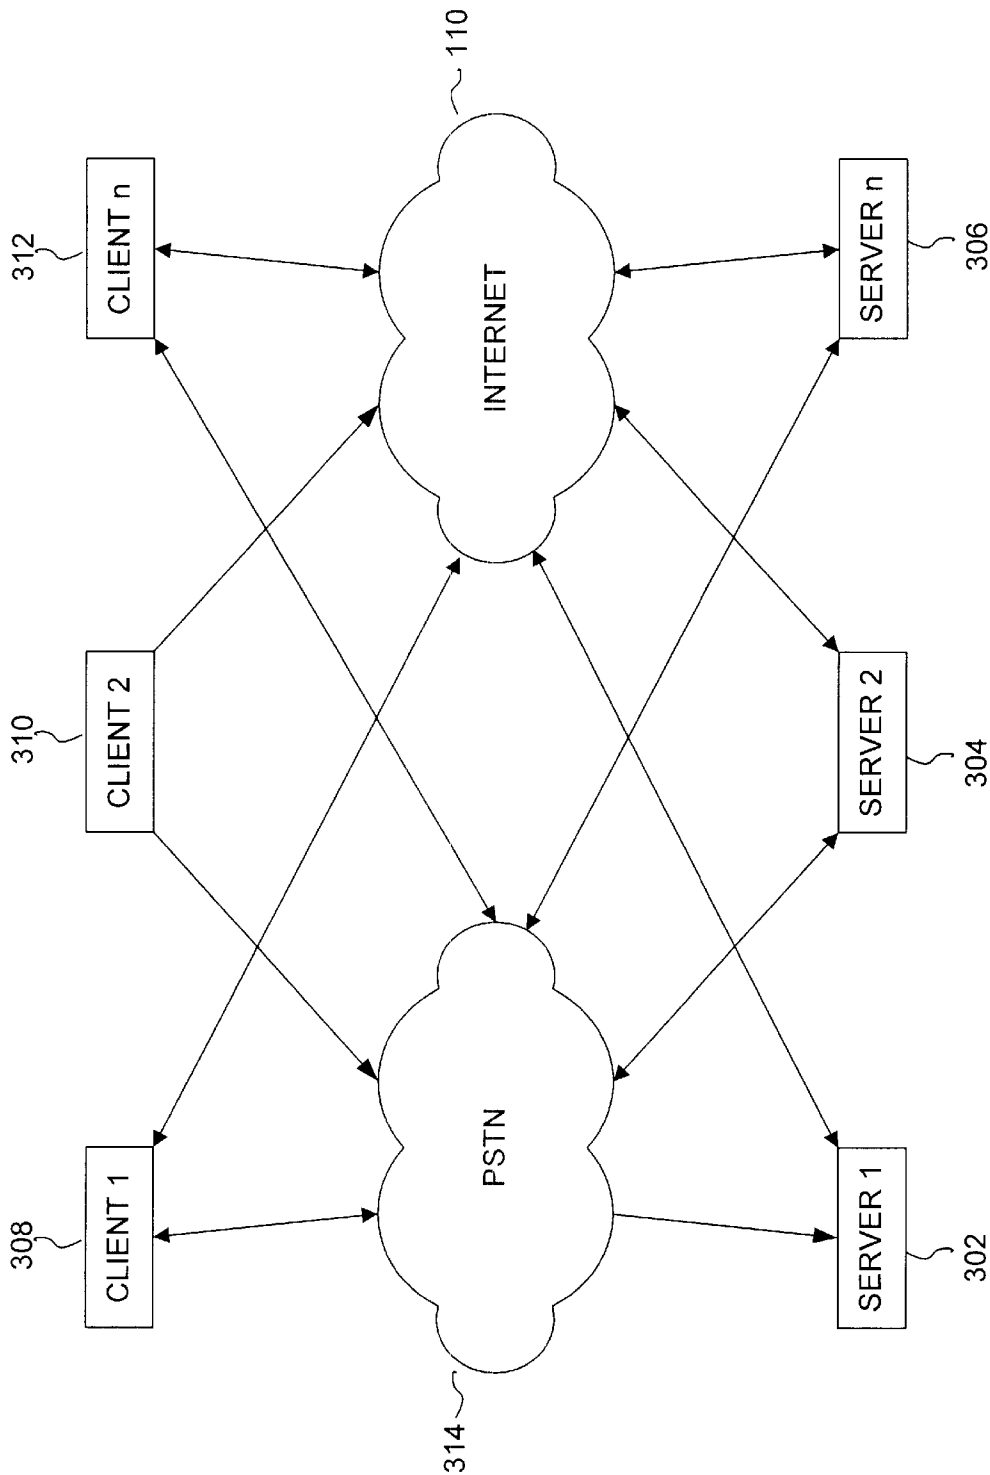 308
310
312
CLIENT 1
CLIENT 2
CLIENT n
314
PSTN
INTERNET
110
SERVER 1
SERVER 2
SERVER n
302
304
306